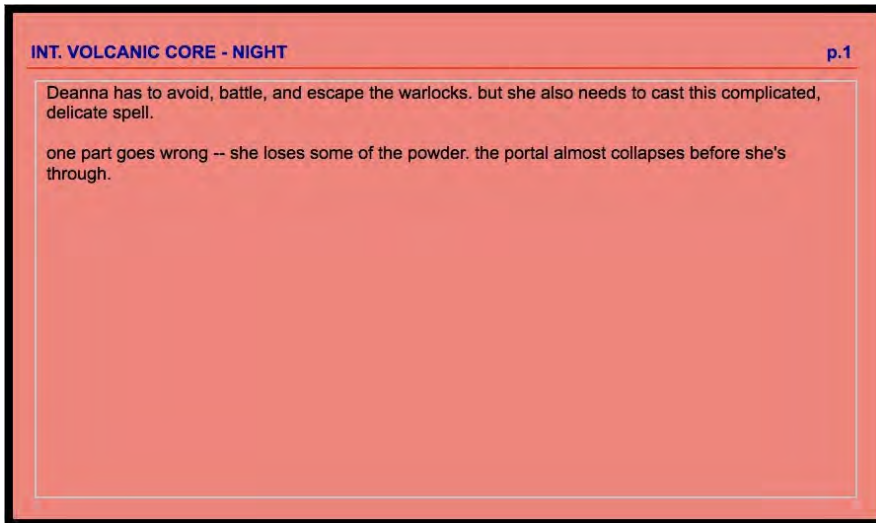 INT. VOLCANIC CORE - NIGHT p.1
Deanna has to avoid, battle, and escape the warlocks. but she also needs to cast this complicated,
delicate spell.
one part goes wrong -- she loses some of the powder. the portal almost collapses before she's
through.